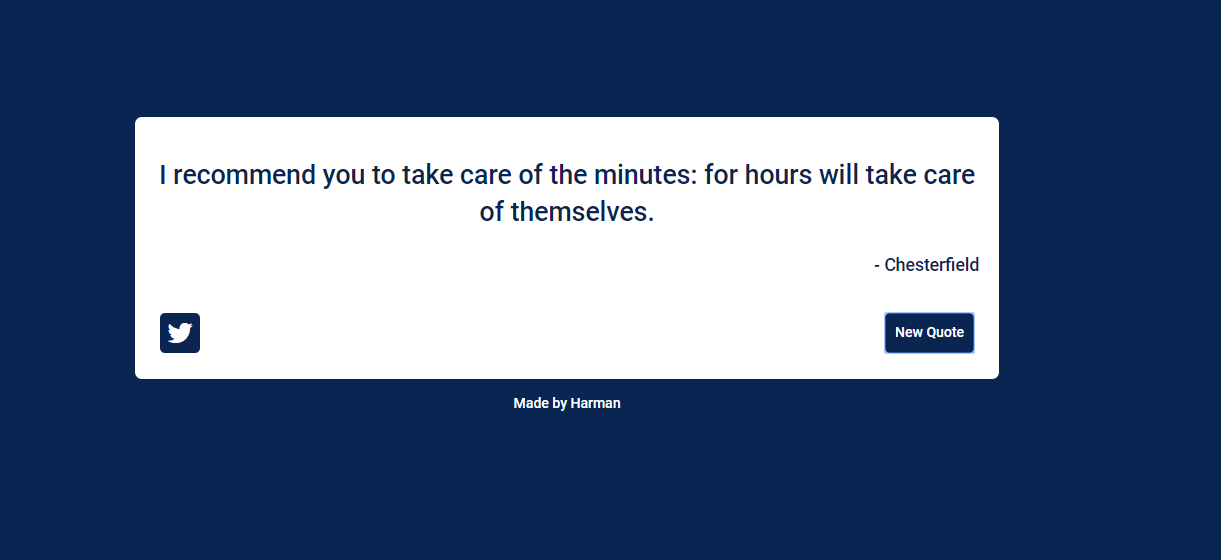 I recommend you to take care of the minutes: for hours will take care
of themselves.
- Chesterfield
New Quote
Made by Harman